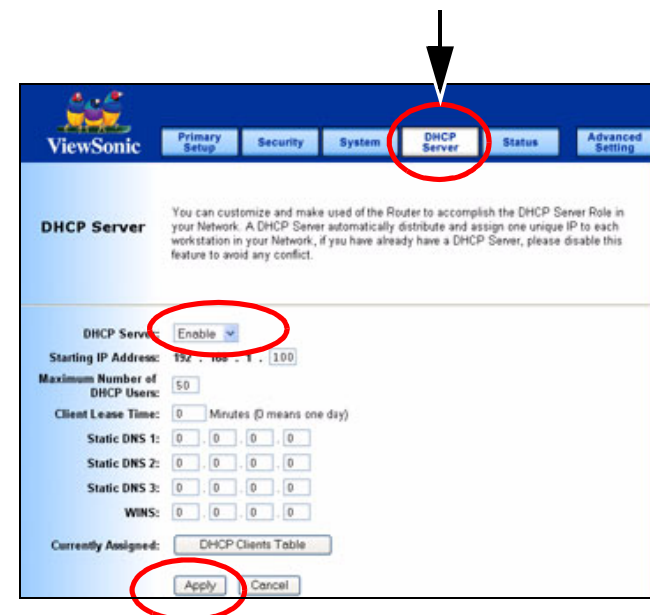 ViewSonic
Primary Setup
Security
System
DHCP Server
Status
Advanced Setting
DHCP Server
You can customize and make used of the Router to accomplish the DHCP Server Role in
your Network. A DHCP Server automatically distribute and assign one unique IP to each
workstation in your Network, if you have already have a DHCP Server, please disable this
feature to avoid any conflict.
DHCP Server: Enable
Starting IP Address: 192 . 168 . 1 . 100
Maximum Number of
DHCP Users: 50
Client Lease Time: 0 Minutes (0 means one day)
Static DNS 1: 0 . 0 . 0 . 0
Static DNS 2: 0 . 0 . 0 . 0
Static DNS 3: 0 . 0 . 0 . 0
WINS: 0 . 0 . 0 . 0
Currently Assigned: DHCP Clients Table
Apply Cancel